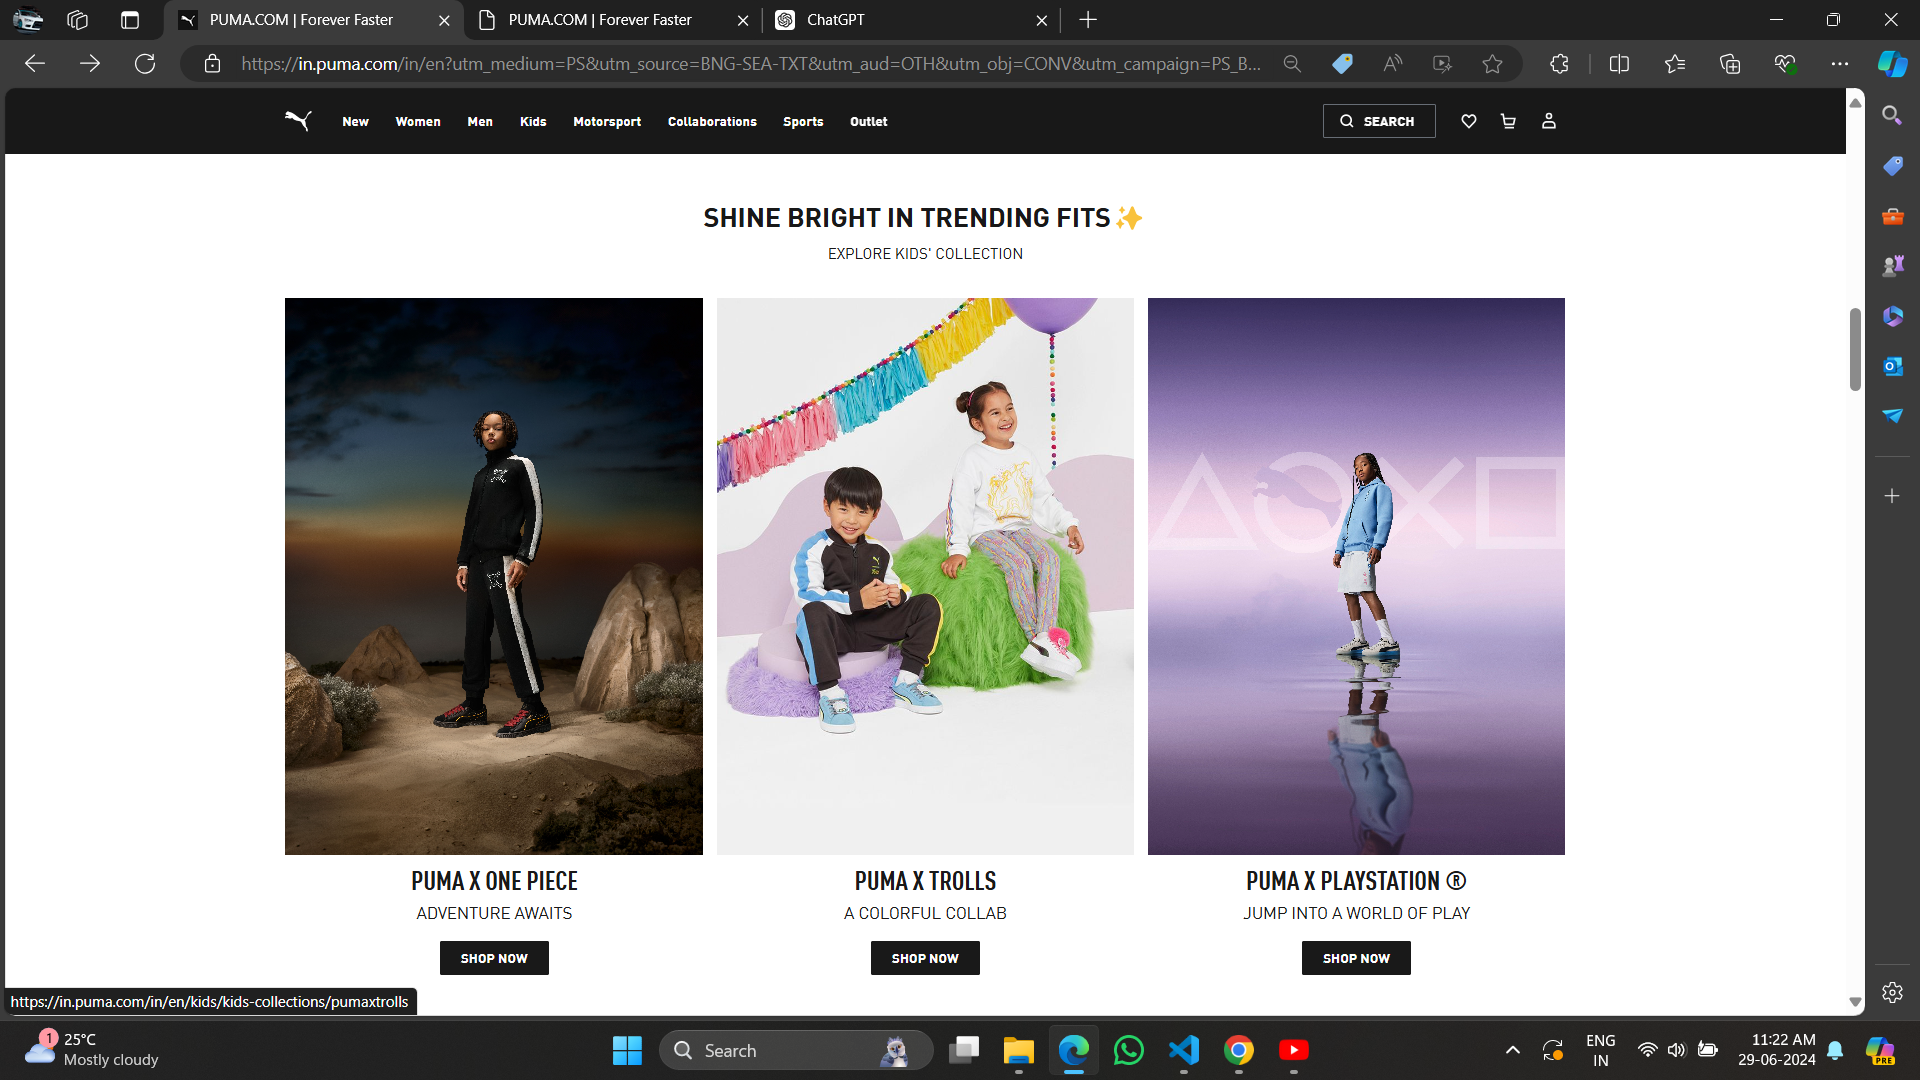 PUMA.COM | Forever Faster
PUMA.COM | Forever Faster
ChatGPT
https://in.puma.com/in/en?utm_medium=PS&utm_source=BNG-SEA-TXT&utm_aud=OTH&utm_obj=CONV&utm_campaign=PS_B...
New Women Men Kids Motorsport Collaborations Sports Outlet
SEARCH
SHINE BRIGHT IN TRENDING FITS✨
EXPLORE KIDS' COLLECTION
PUMA X ONE PIECE
ADVENTURE AWAITS
SHOP NOW
PUMA X TROLLS
A COLORFUL COLLAB
SHOP NOW
PUMA X PLAYSTATION ®
JUMP INTO A WORLD OF PLAY
SHOP NOW
https://in.puma.com/in/en/kids/kids-collections/pumaxtrolls
1
25°C
Mostly cloudy
Search
ENG
IN
11:22 AM
29-06-2024
PRE